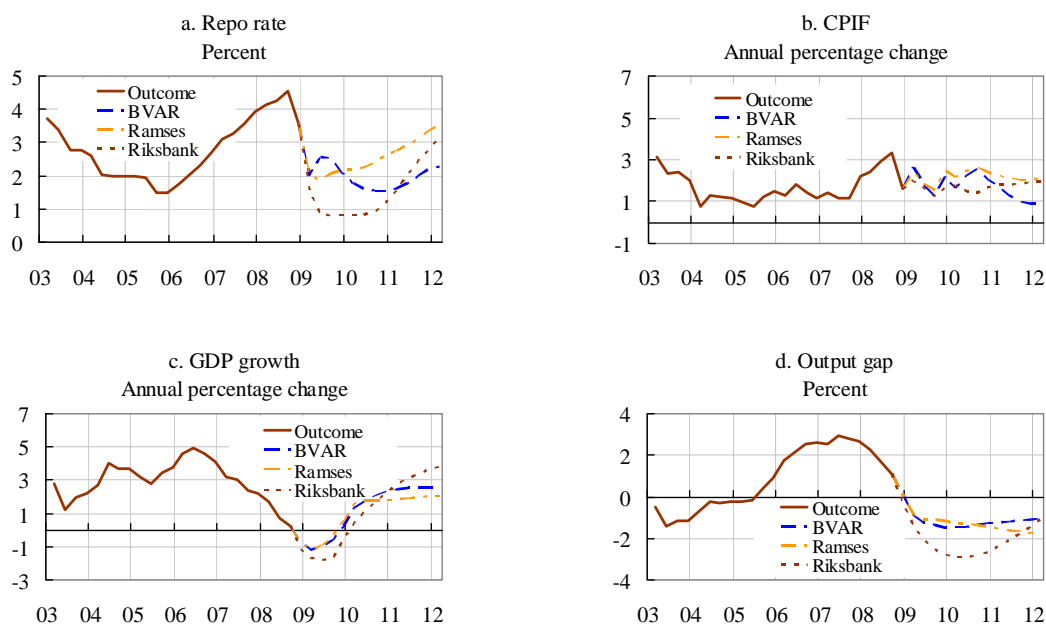 a. Repo rate
Percent
5
4
3
2
1
0
Outcome
BVAR
Ramses
Riksbank
03 04 05 06 07 08 09 10 11 12
b. CPIF
Annual percentage change
7
5
3
1
-1
Outcome
BVAR
Ramses
Riksbank
03 04 05 06 07 08 09 10 11 12
c. GDP growth
Annual percentage change
7
5
3
1
-1
-3
Outcome
BVAR
Ramses
Riksbank
03 04 05 06 07 08 09 10 11 12
d. Output gap
Percent
4
2
0
-2
-4
Outcome
BVAR
Ramses
Riksbank
03 04 05 06 07 08 09 10 11 12